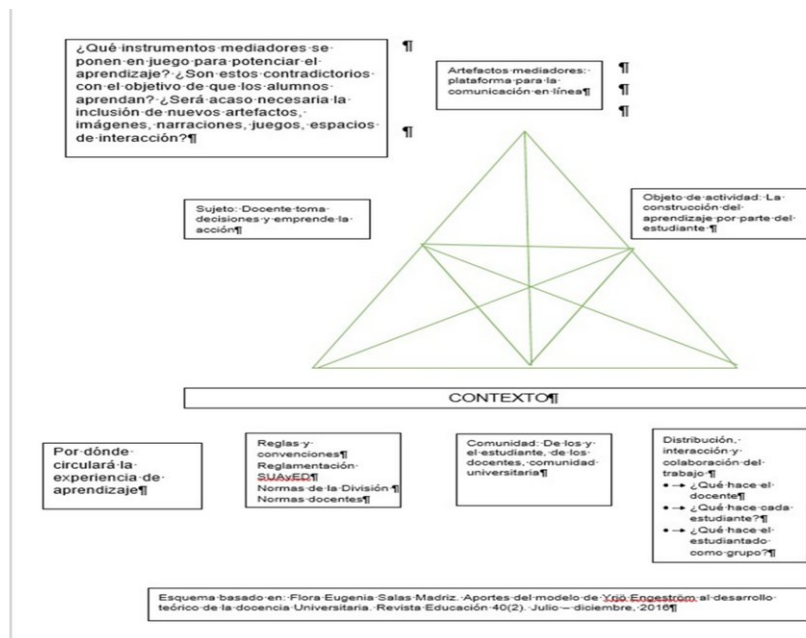 ¿Qué instrumentos mediadores se
ponen en juego para potenciar el
aprendizaje? ¿Son estos contradictorios
con el objetivo de que los alumnos
aprendan? ¿Será acaso necesaria la
inclusión de nuevos artefactos,
imágenes, narraciones, juegos, espacios
de interacción?¶
¶
¶
Artefactos mediadores:
plataforma para la
comunicación en línea¶
¶
¶
¶
Sujeto: Docente toma
decisiones y emprende la
acción¶
Objeto de actividad: La
construcción del
aprendizaje por parte del
estudiante ¶
CONTEXTO¶
Por dónde
circulará la
experiencia de
aprendizaje¶
Reglas y
convenciones¶
Reglamentación
SUAyED¶
Normas de la División ¶
Normas docentes¶
Comunidad: De los y
el estudiante, de los
docentes, comunidad
universitaria¶
Distribución,
interacción y
colaboración del
trabajo ¶
• → ¿Qué hace el
docente¶
• → ¿Qué hace cada
estudiante?¶
• → ¿Qué hace el
estudiantado
como grupo?¶
Esquema basado en: Flora Eugenia Salas Madriz. Aportes del modelo de Yrjö Engeström al desarrollo
teórico de la docencia Universitaria. Revista Educación 40(2). Julio – diciembre, 2016¶